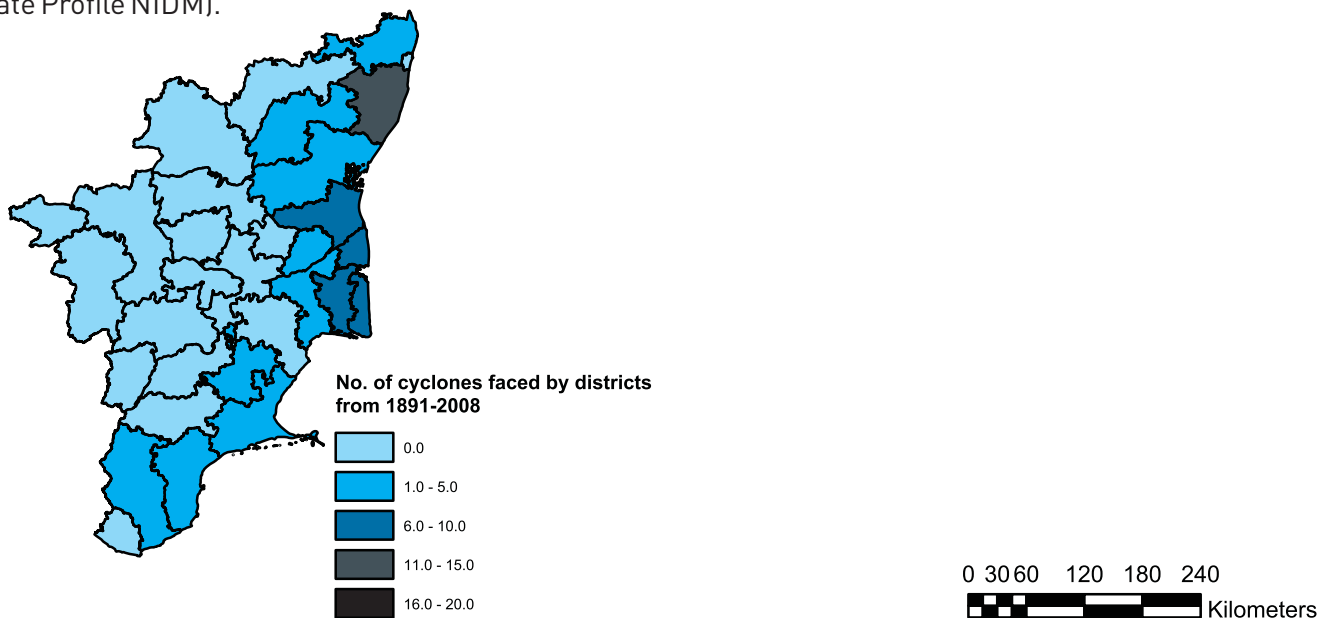 ate Profile NIDM).
No. of cyclones faced by districts
from 1891-2008
0.0
1.0 - 5.0
6.0 - 10.0
11.0 - 15.0
16.0 - 20.0
0 30 60 120 180 240
Kilometers